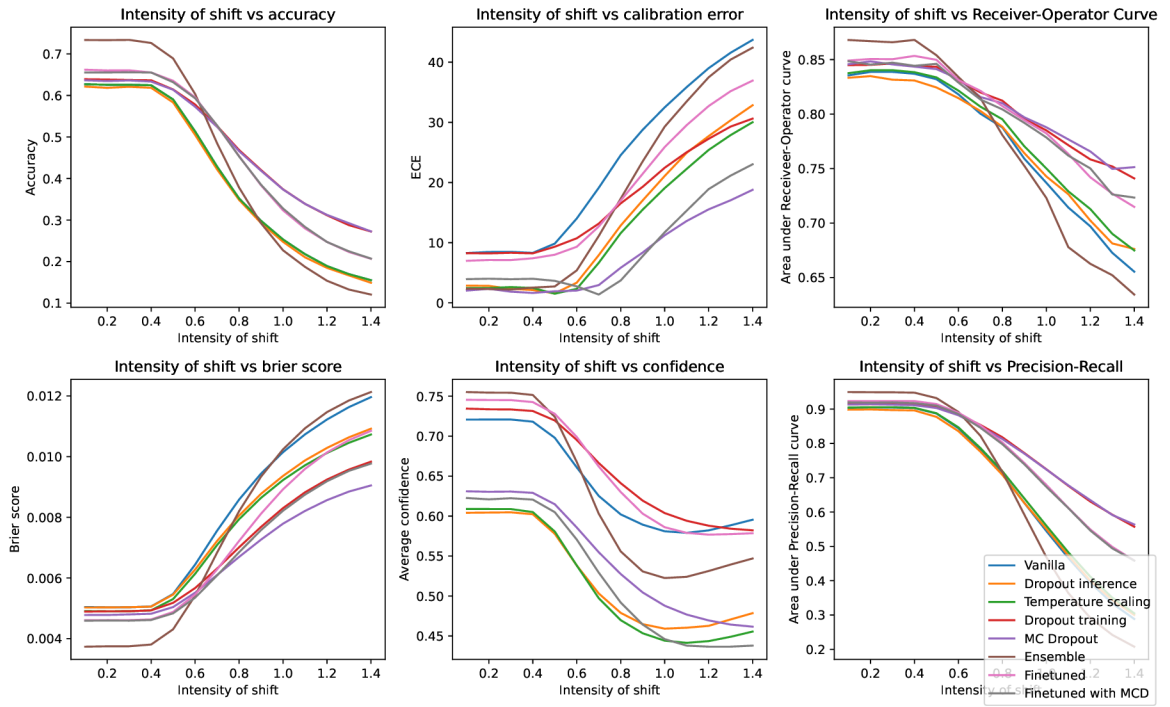 Intensity of shift vs accuracy
Accuracy
0.7
0.6
0.5
0.4
0.3
0.2
0.1
0.2 0.4 0.6 0.8 1.0 1.2 1.4
Intensity of shift
Intensity of shift vs calibration error
ECE
40
30
20
10
0
0.2 0.4 0.6 0.8 1.0 1.2 1.4
Intensity of shift
Intensity of shift vs Receiver-Operator Curve
Area under Receiveer-Operator curve
0.85
0.80
0.75
0.70
0.65
0.2 0.4 0.6 0.8 1.0 1.2 1.4
Intensity of shift
Intensity of shift vs brier score
Brier score
0.012
0.010
0.008
0.006
0.004
0.2 0.4 0.6 0.8 1.0 1.2 1.4
Intensity of shift
Intensity of shift vs confidence
Average confidence
0.75
0.70
0.65
0.60
0.55
0.50
0.45
0.2 0.4 0.6 0.8 1.0 1.2 1.4
Intensity of shift
Intensity of shift vs Precision-Recall
Area under Precision-Recall curve
0.9
0.8
0.7
0.6
0.5
0.4
0.3
0.2
0.2 0.4 0.6 0.8 1.0 1.2 1.4
Intensity of shift
Vanilla
Dropout inference
Temperature scaling
Dropout training
MC Dropout
Ensemble
Finetuned
Finetuned with MCD